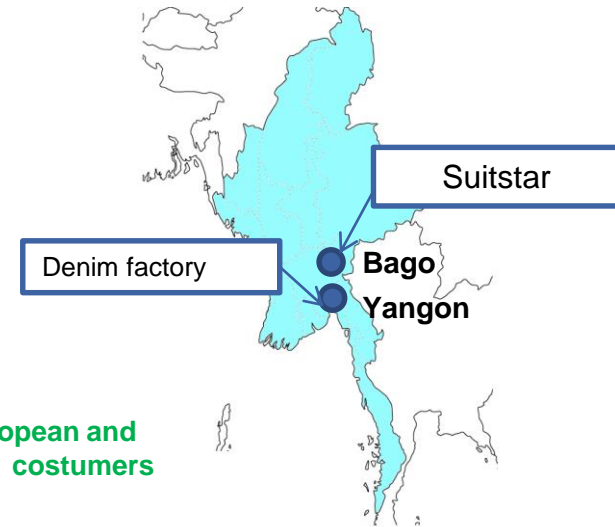 Suitstar
Denim factory
Bago
Yangon
opean and
costumers